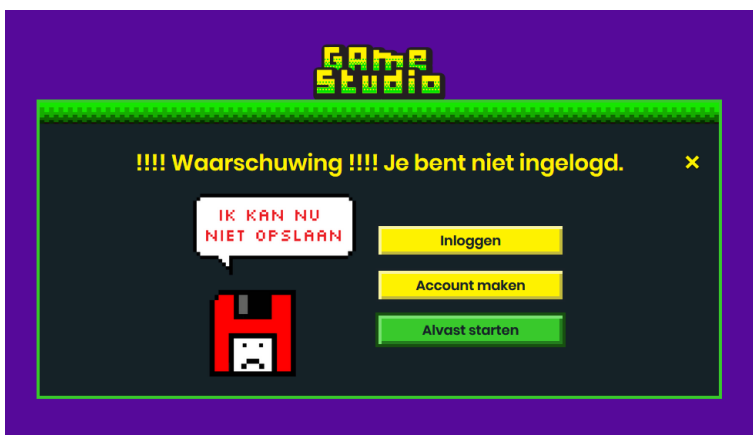 GAme
Studio
!!!! Waarschuwing !!!! Je bent niet ingelogd. ×
IK KAN NU
NIET OPSLAAN
Inloggen
Account maken
Alvast starten